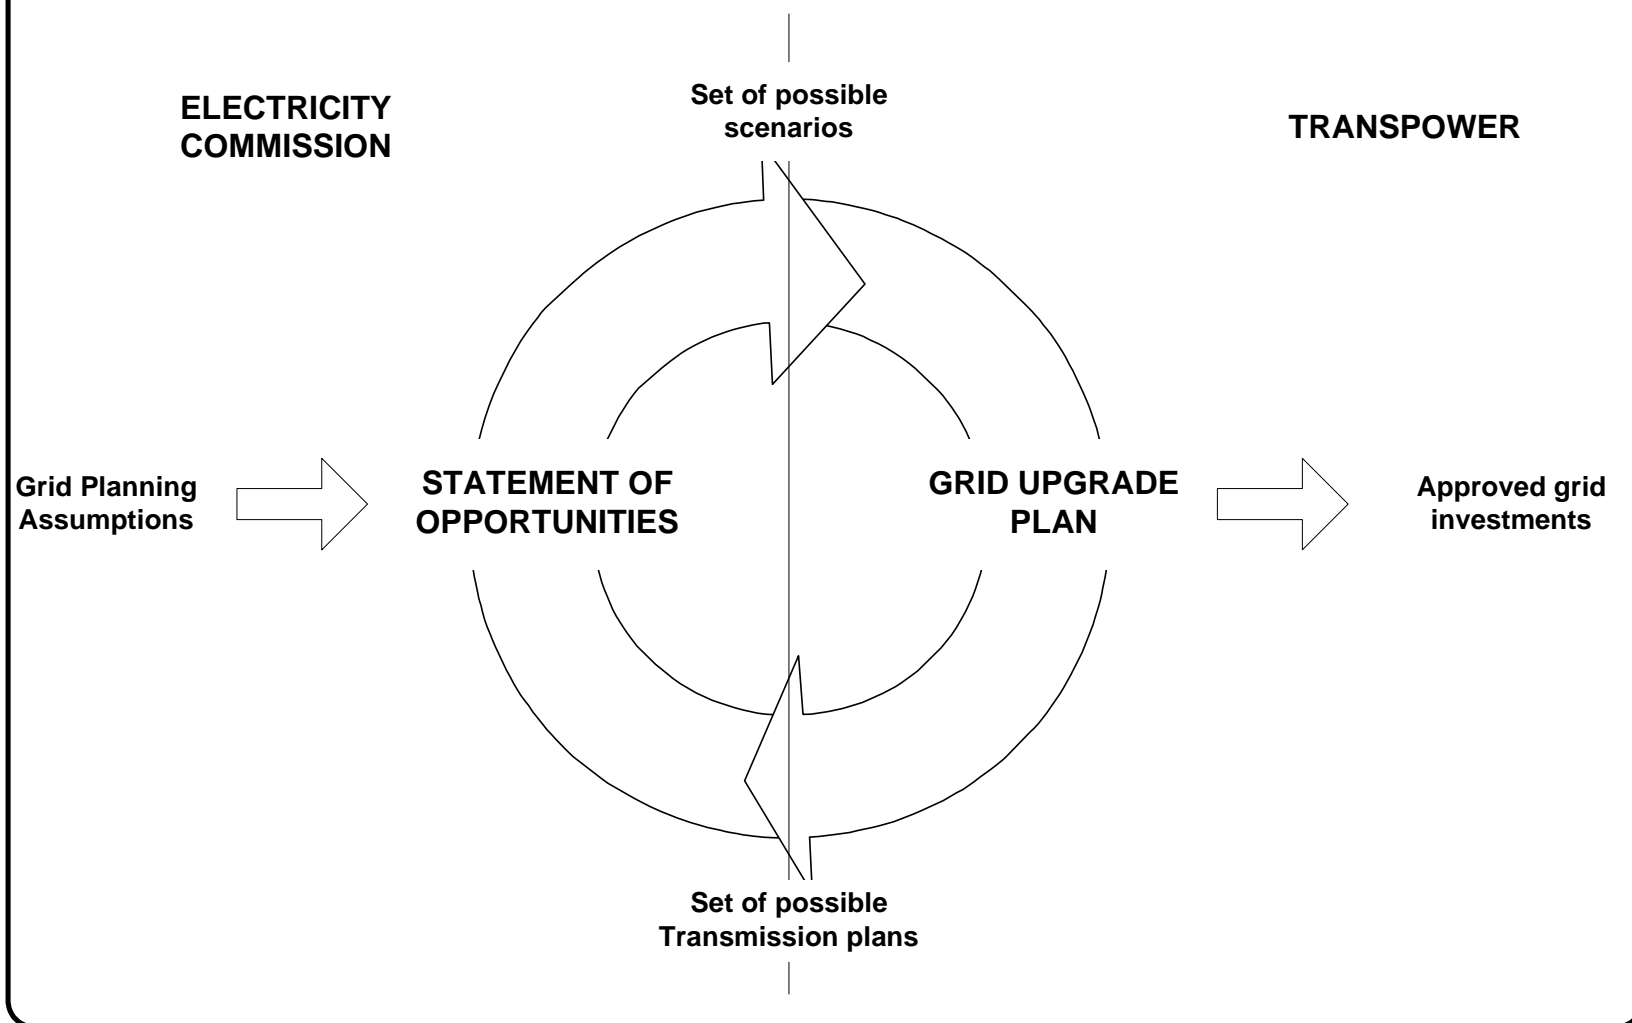 ELECTRICITY
COMMISSION
Set of possible
scenarios
TRANSPOWER
Grid Planning
Assumptions
STATEMENT OF
OPPORTUNITIES
GRID UPGRADE
PLAN
Approved grid
investments
Set of possible
Transmission plans